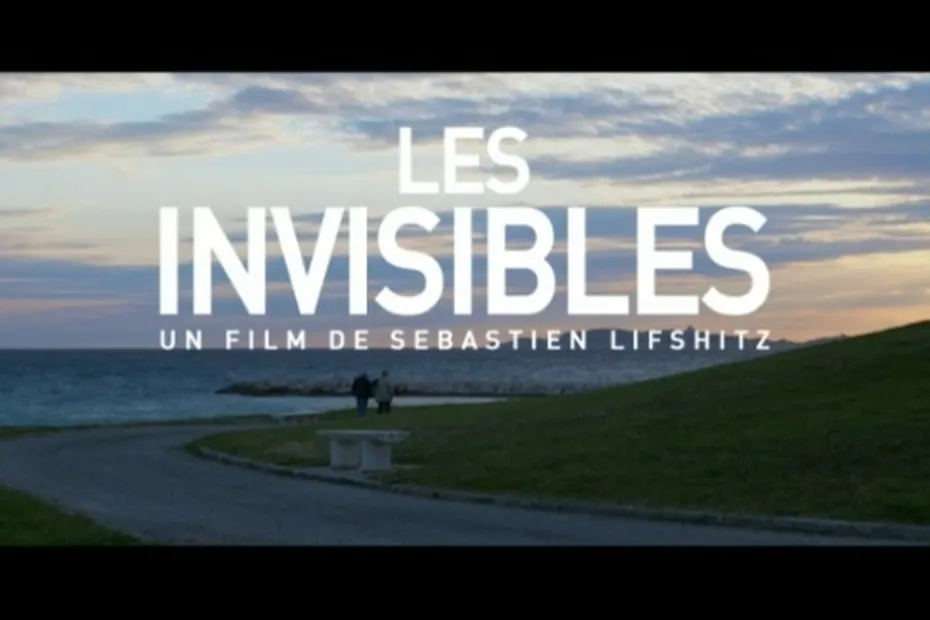 LES
INVISIBLES
UN FILM DE SEBASTIEN LIFSHITZ